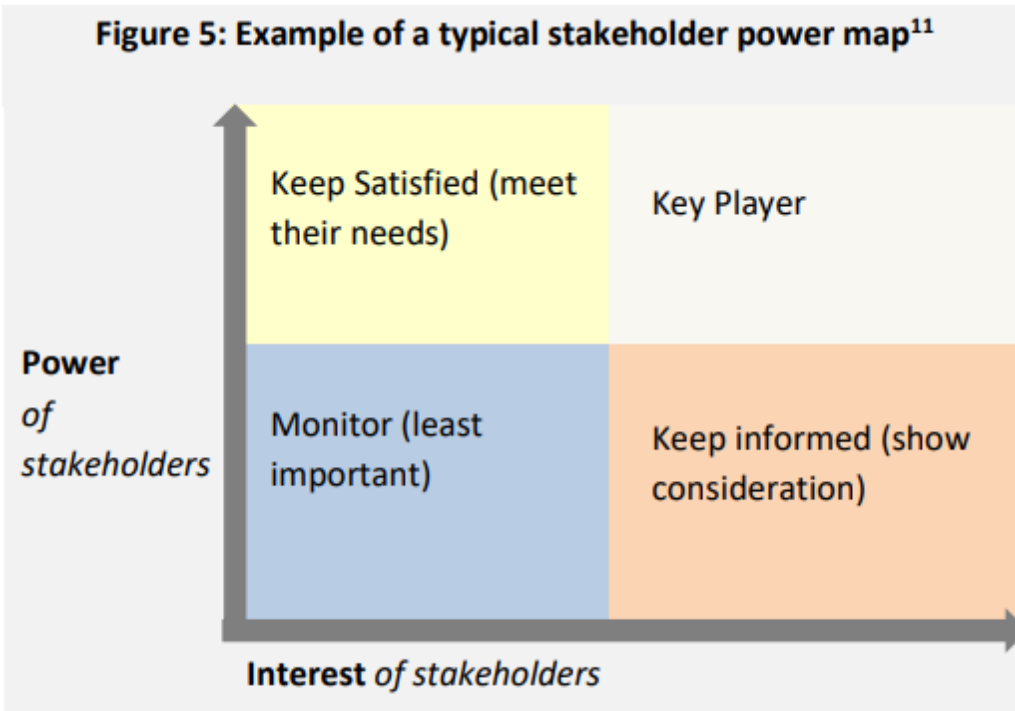 Figure 5: Example of a typical stakeholder power map¹¹
Keep Satisfied (meet
their needs)
Key Player
Power
of
stakeholders
Monitor (least
important)
Keep informed (show
consideration)
Interest of stakeholders